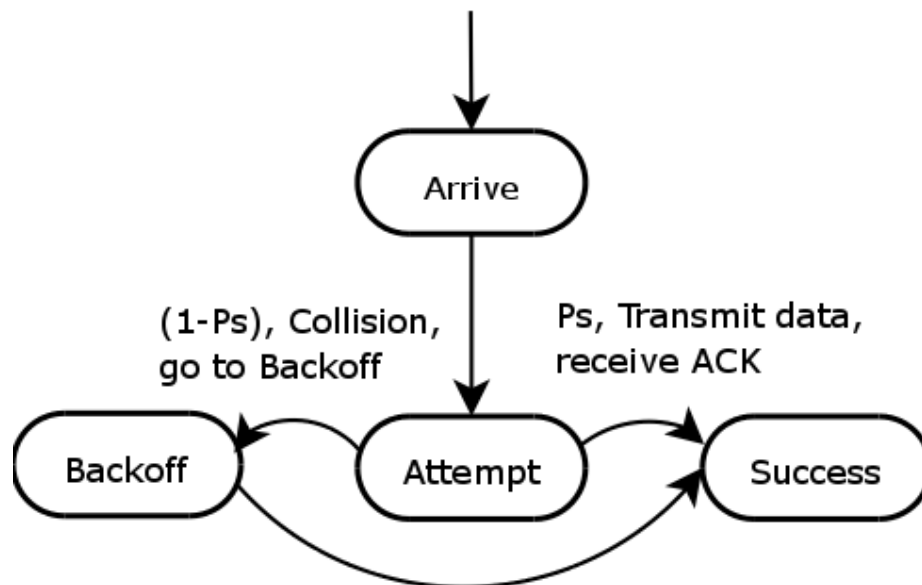 Arrive
(1-Ps), Collision,
go to Backoff
Ps, Transmit data,
receive ACK
Backoff
Attempt
Success